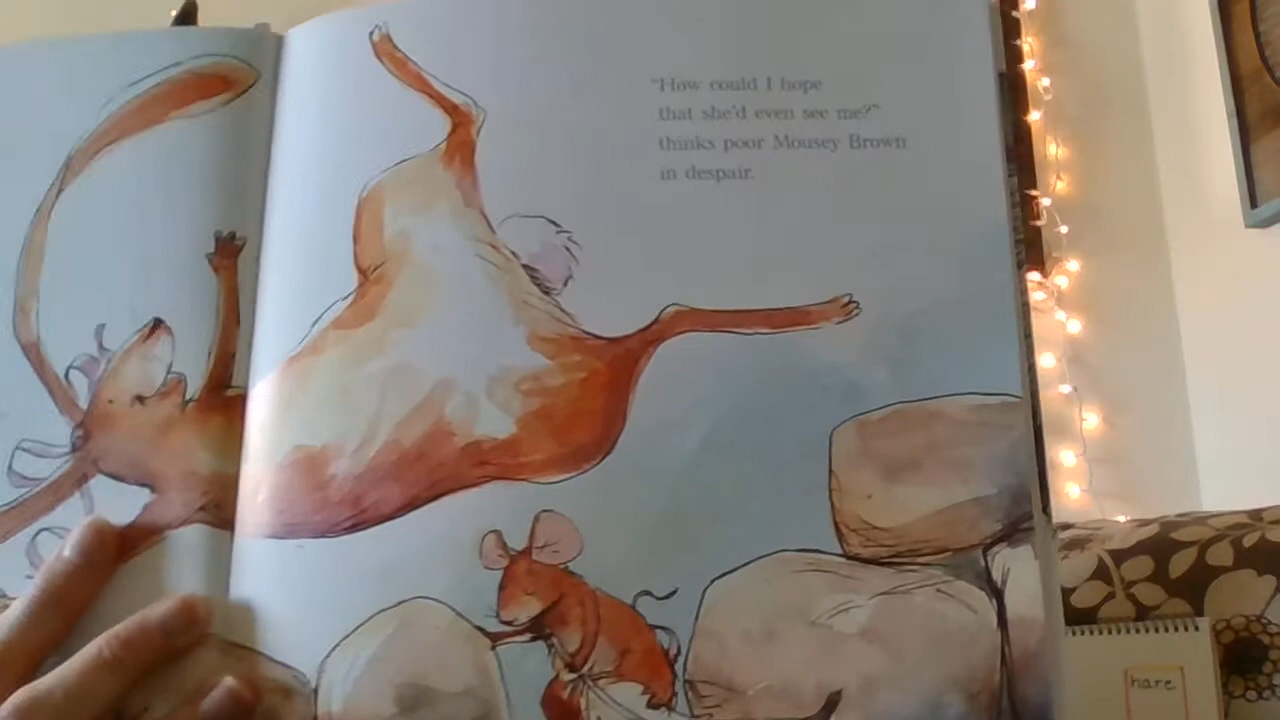 "How could I hope
that she'd even see me?"
thinks poor Mousey Brown
in despair.
hare